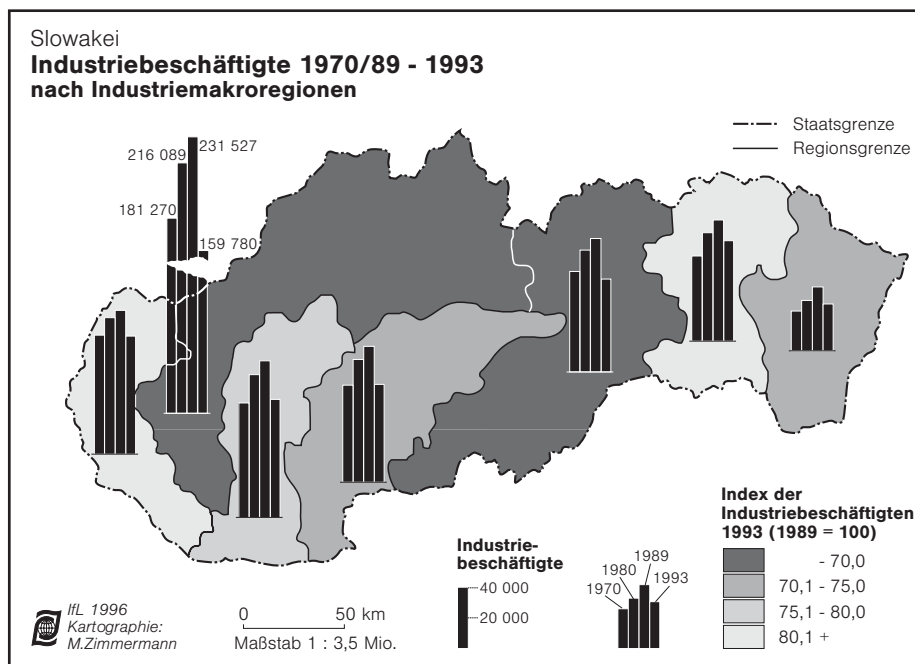 Slowakei
Industriebeschäftigte 1970/89 - 1993
nach Industriemakroregionen
Staatsgrenze
Regionsgrenze
231 527
216 089
181 270
159 780
Industrie-
beschäftigte
40 000
20 000
1989
1980
1970
1993
Index der
Industriebeschäftigten
1993 (1989 = 100)
- 70,0
70,1 - 75,0
75,1 - 80,0
80,1 +
IfL 1996
Kartographie:
M.Zimmermann
0 50 km
Maßstab 1 : 3,5 Mio.